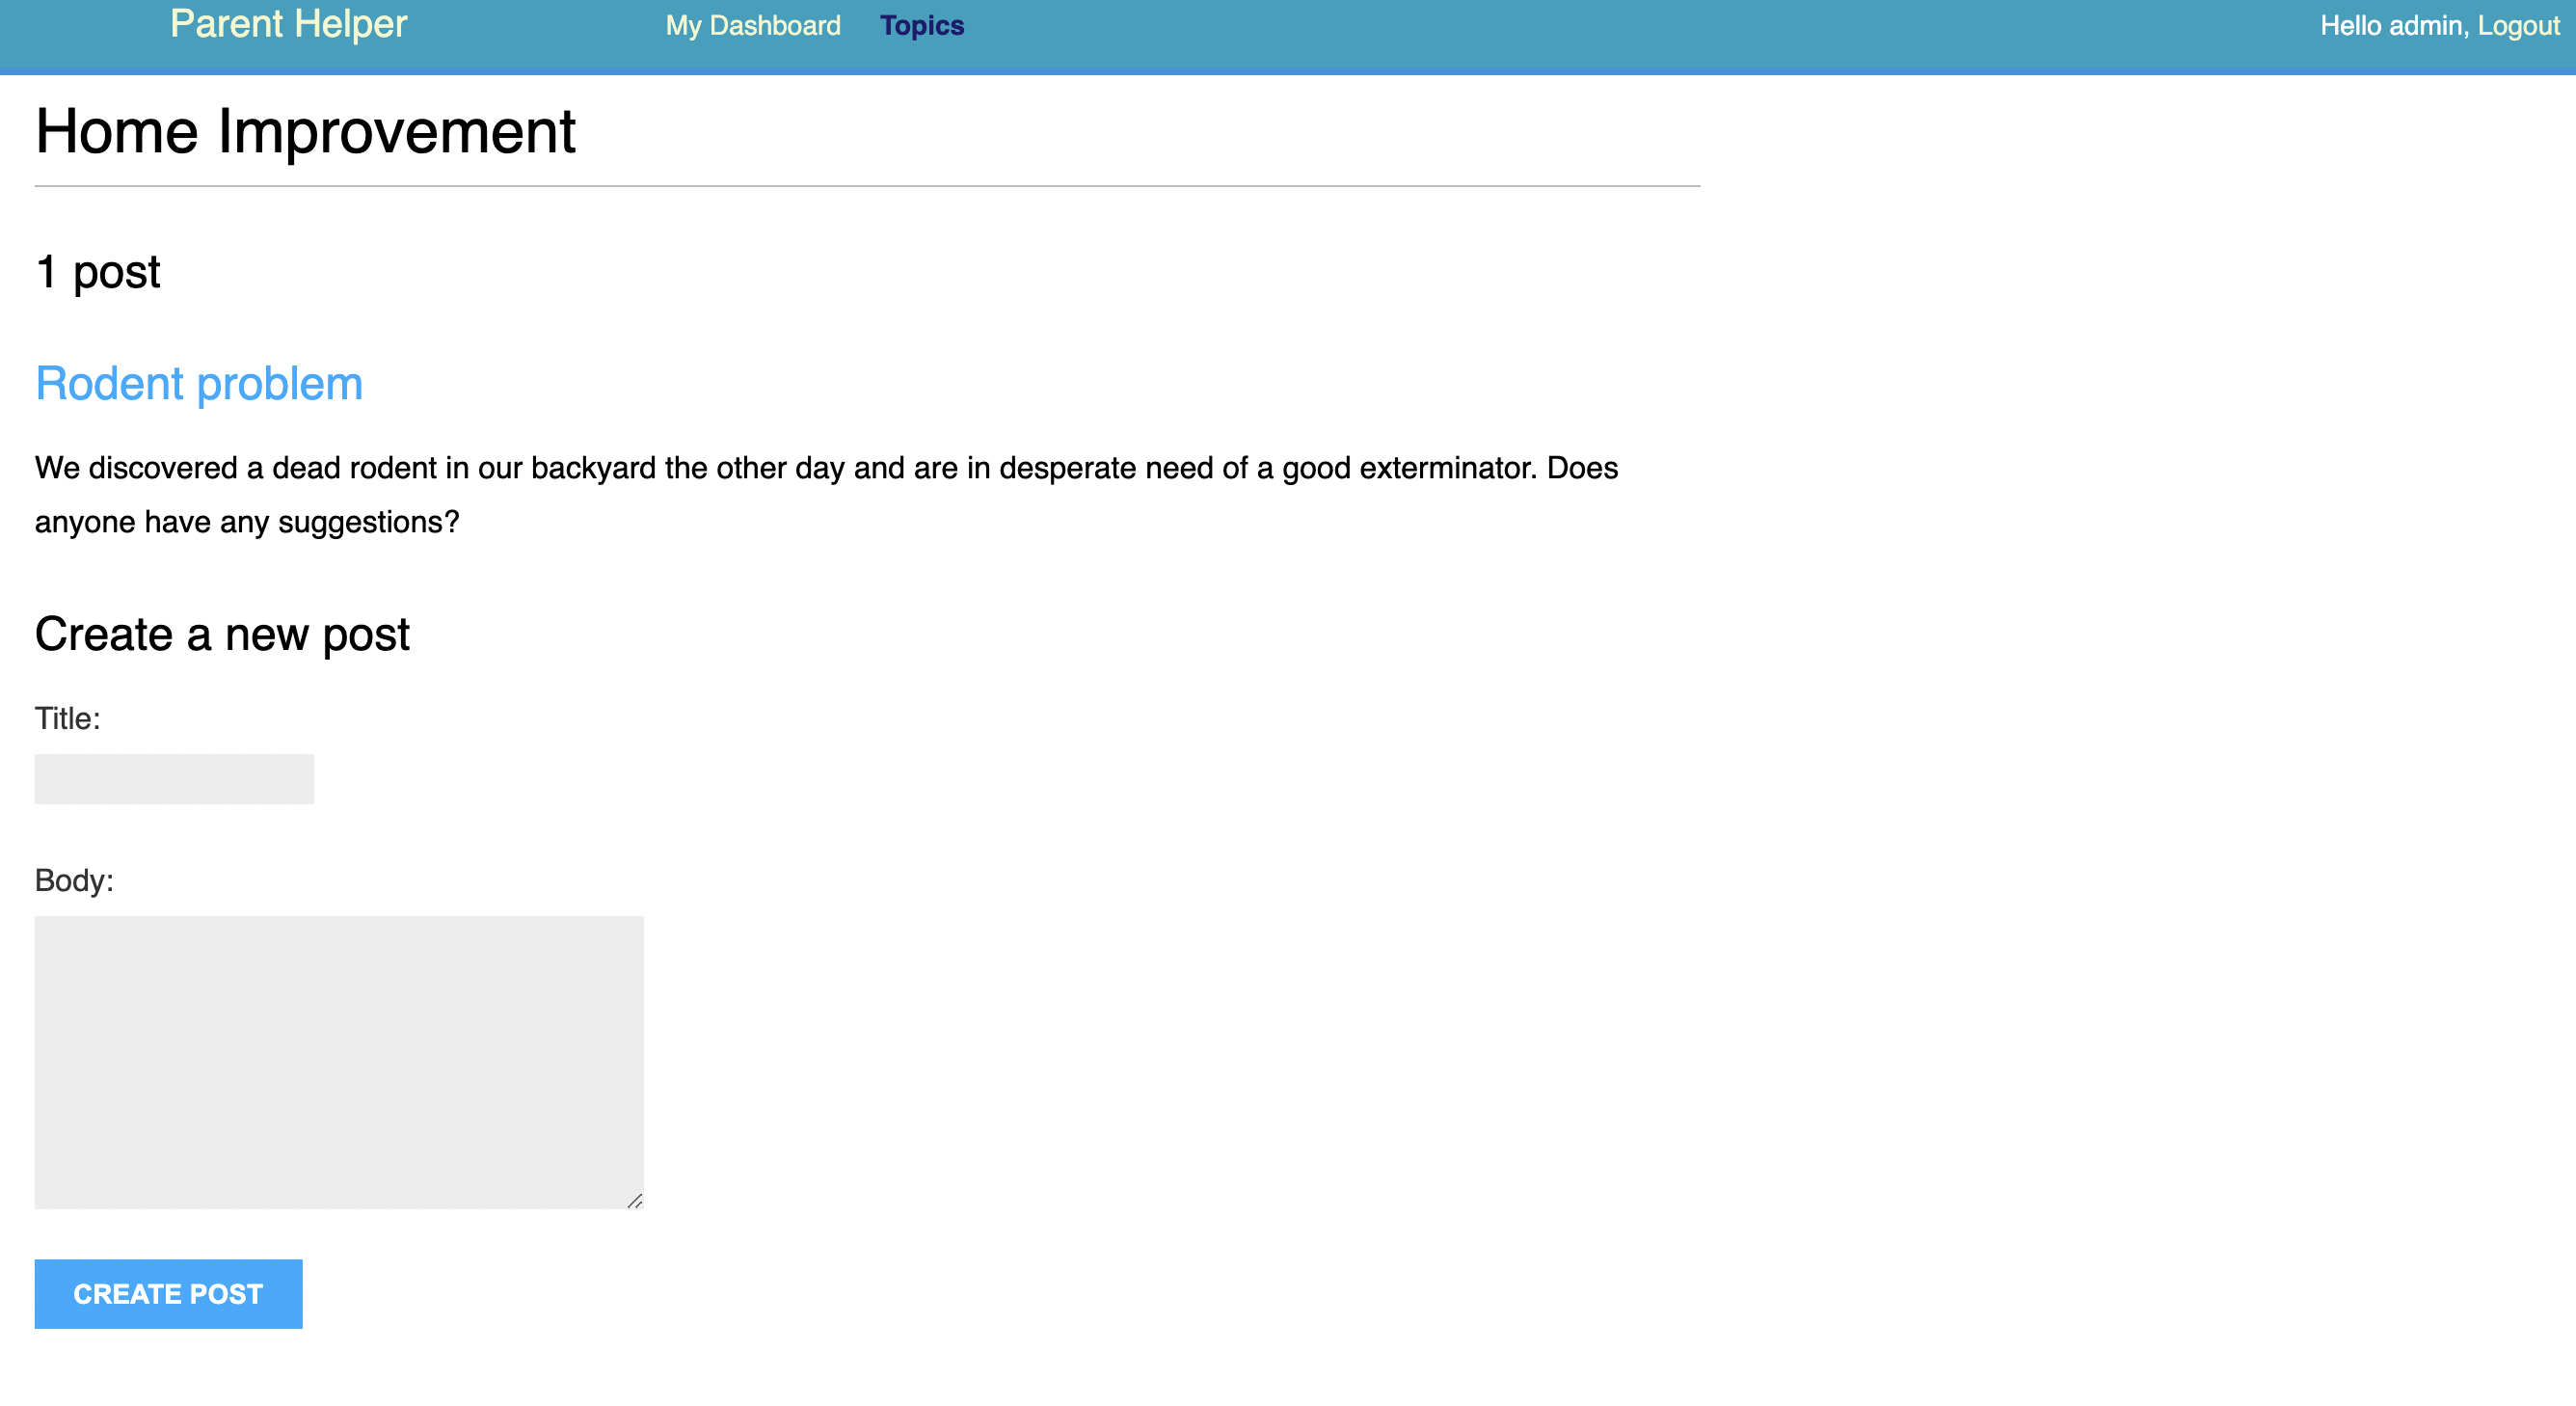 Parent Helper My Dashboard Topics Hello admin, Logout
Home Improvement
1 post
Rodent problem
We discovered a dead rodent in our backyard the other day and are in desperate need of a good exterminator. Does
anyone have any suggestions?
Create a new post
Title:
Body:
CREATE POST